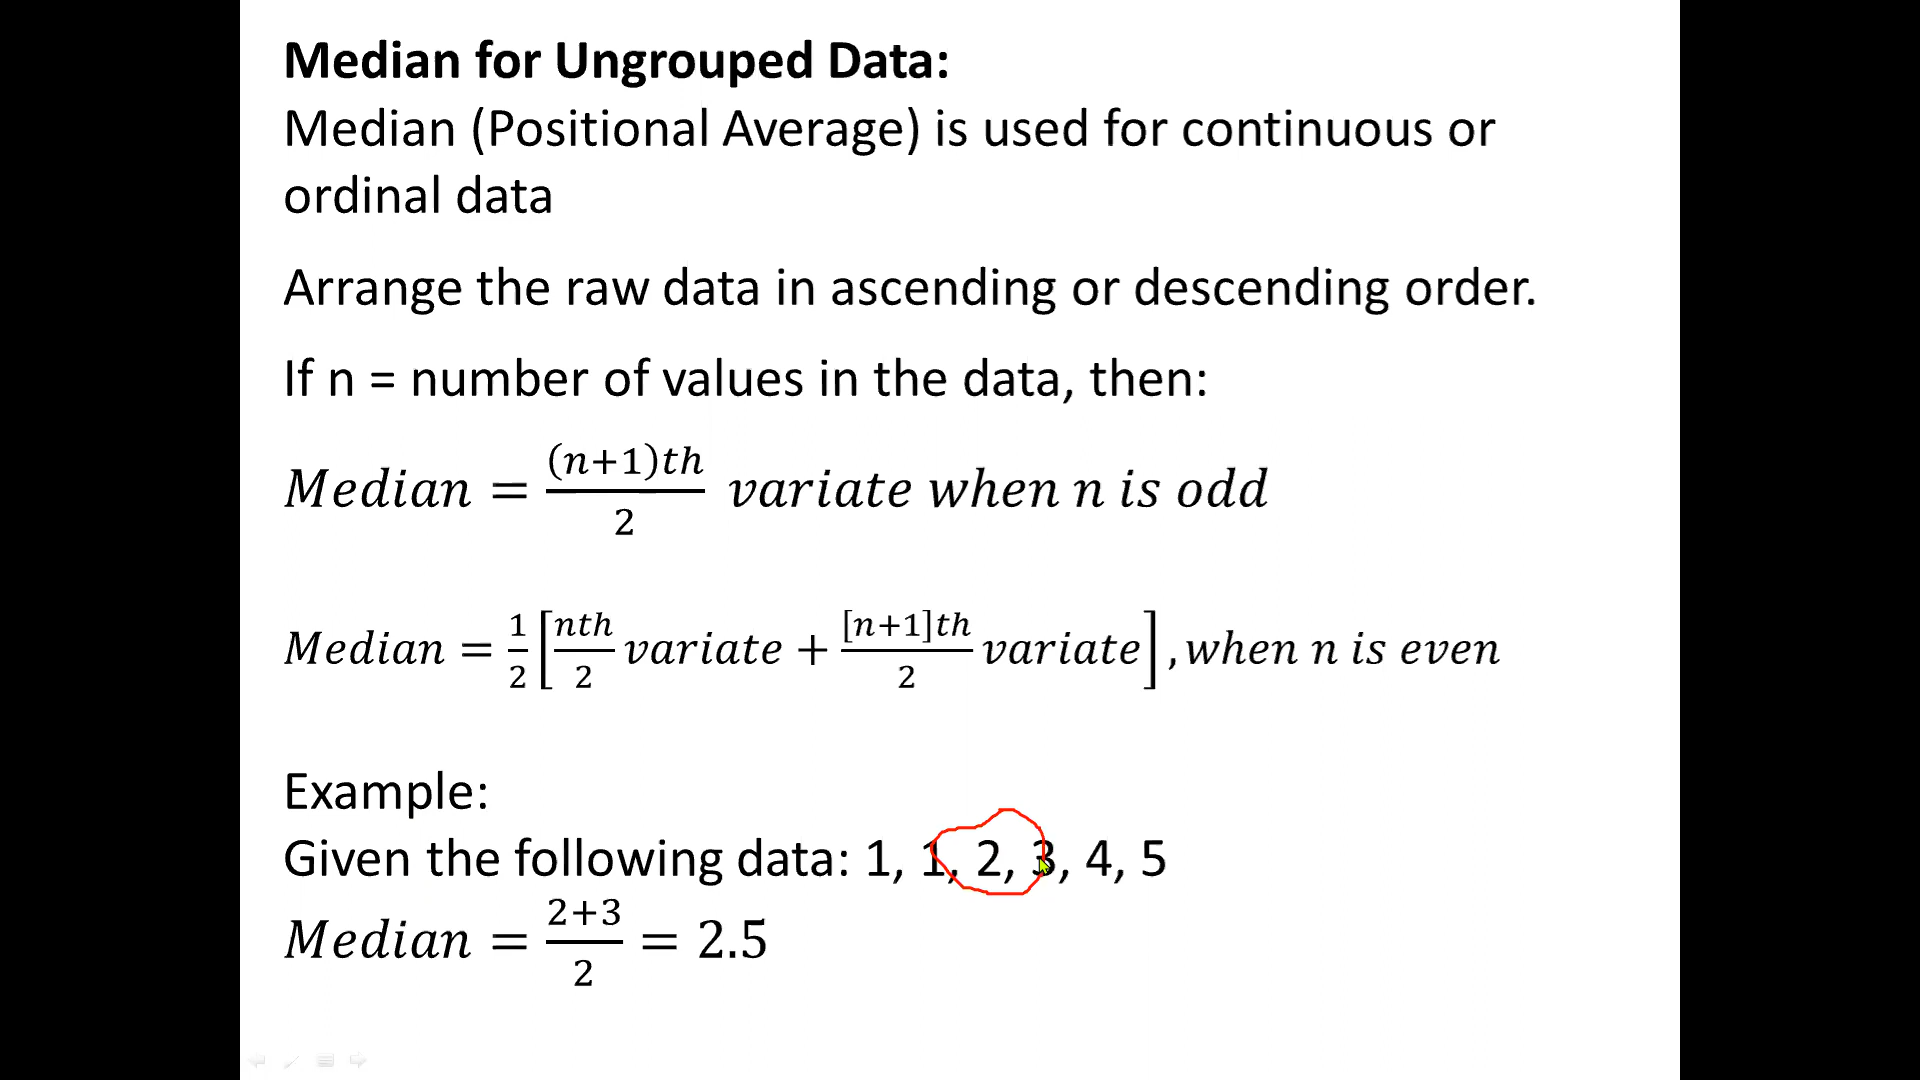 Median for Ungrouped Data:
Median (Positional Average) is used for continuous or
ordinal data
Arrange the raw data in ascending or descending order.
If n = number of values in the data, then:
Median = (n+1)th/2 variate when n is odd
Median = 1/2 [nth/2 variate + [n+1]th/2 variate], when n is even
Example:
Given the following data: 1, 1, 2, 3, 4, 5
Median = 2+3/2 = 2.5